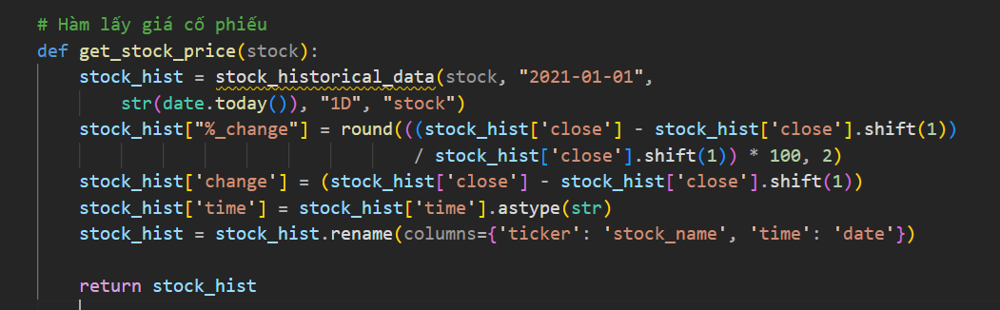 # Hàm lấy giá cổ phiếu
def get_stock_price(stock):
    stock_hist = stock_historical_data(stock, "2021-01-01",
        str(date.today()), "1D", "stock")
    stock_hist["%_change"] = round(((stock_hist['close'] - stock_hist['close'].shift(1))
                                / stock_hist['close'].shift(1)) * 100, 2)
    stock_hist['change'] = (stock_hist['close'] - stock_hist['close'].shift(1))
    stock_hist['time'] = stock_hist['time'].astype(str)
    stock_hist = stock_hist.rename(columns={'ticker': 'stock_name', 'time': 'date'})
    return stock_hist